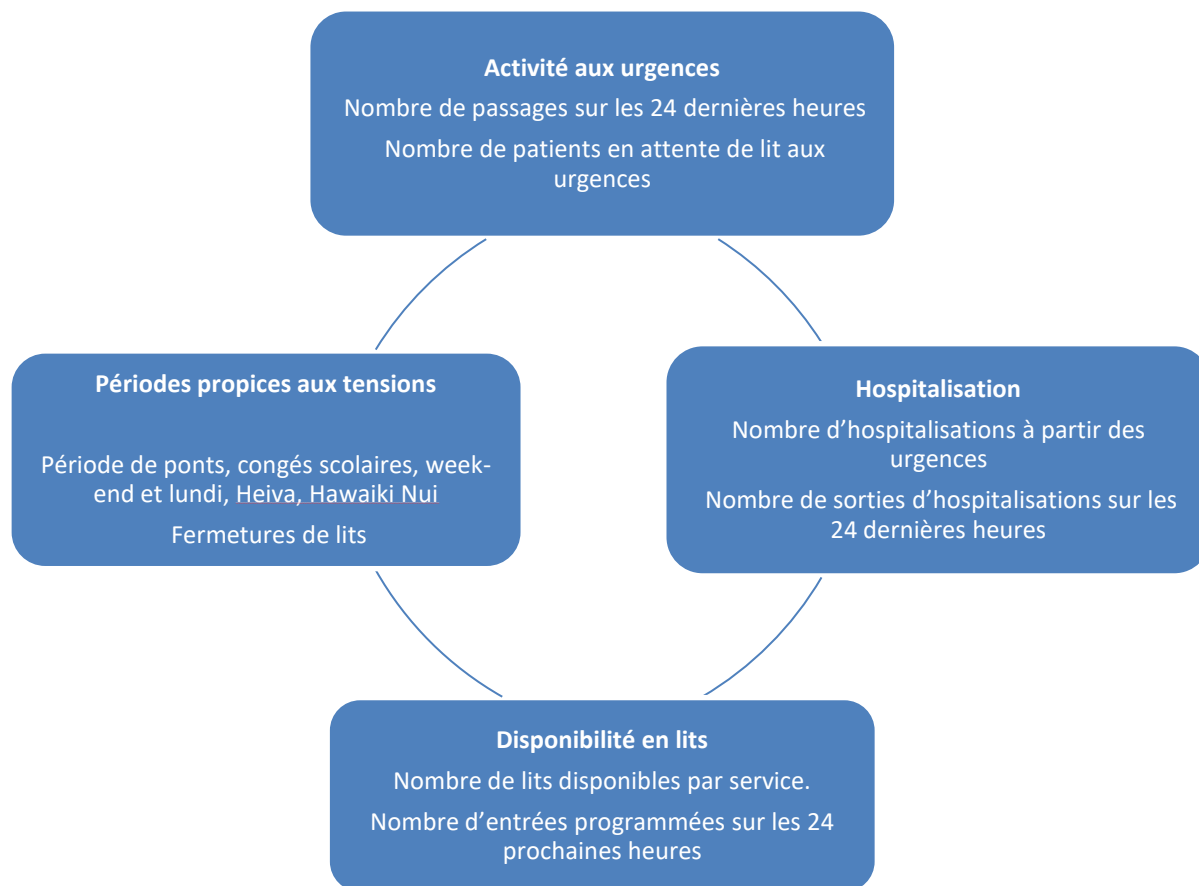 Activité aux urgences
Nombre de passages sur les 24 dernières heures
Nombre de patients en attente de lit aux
urgences
Périodes propices aux tensions
Période de ponts, congés scolaires, week-
end et lundi, Heiva, Hawaiki Nui
Fermetures de lits
Hospitalisation
Nombre d’hospitalisations à partir des
urgences
Nombre de sorties d’hospitalisations sur les
24 dernières heures
Disponibilité en lits
Nombre de lits disponibles par service.
Nombre d’entrées programmées sur les 24
prochaines heures